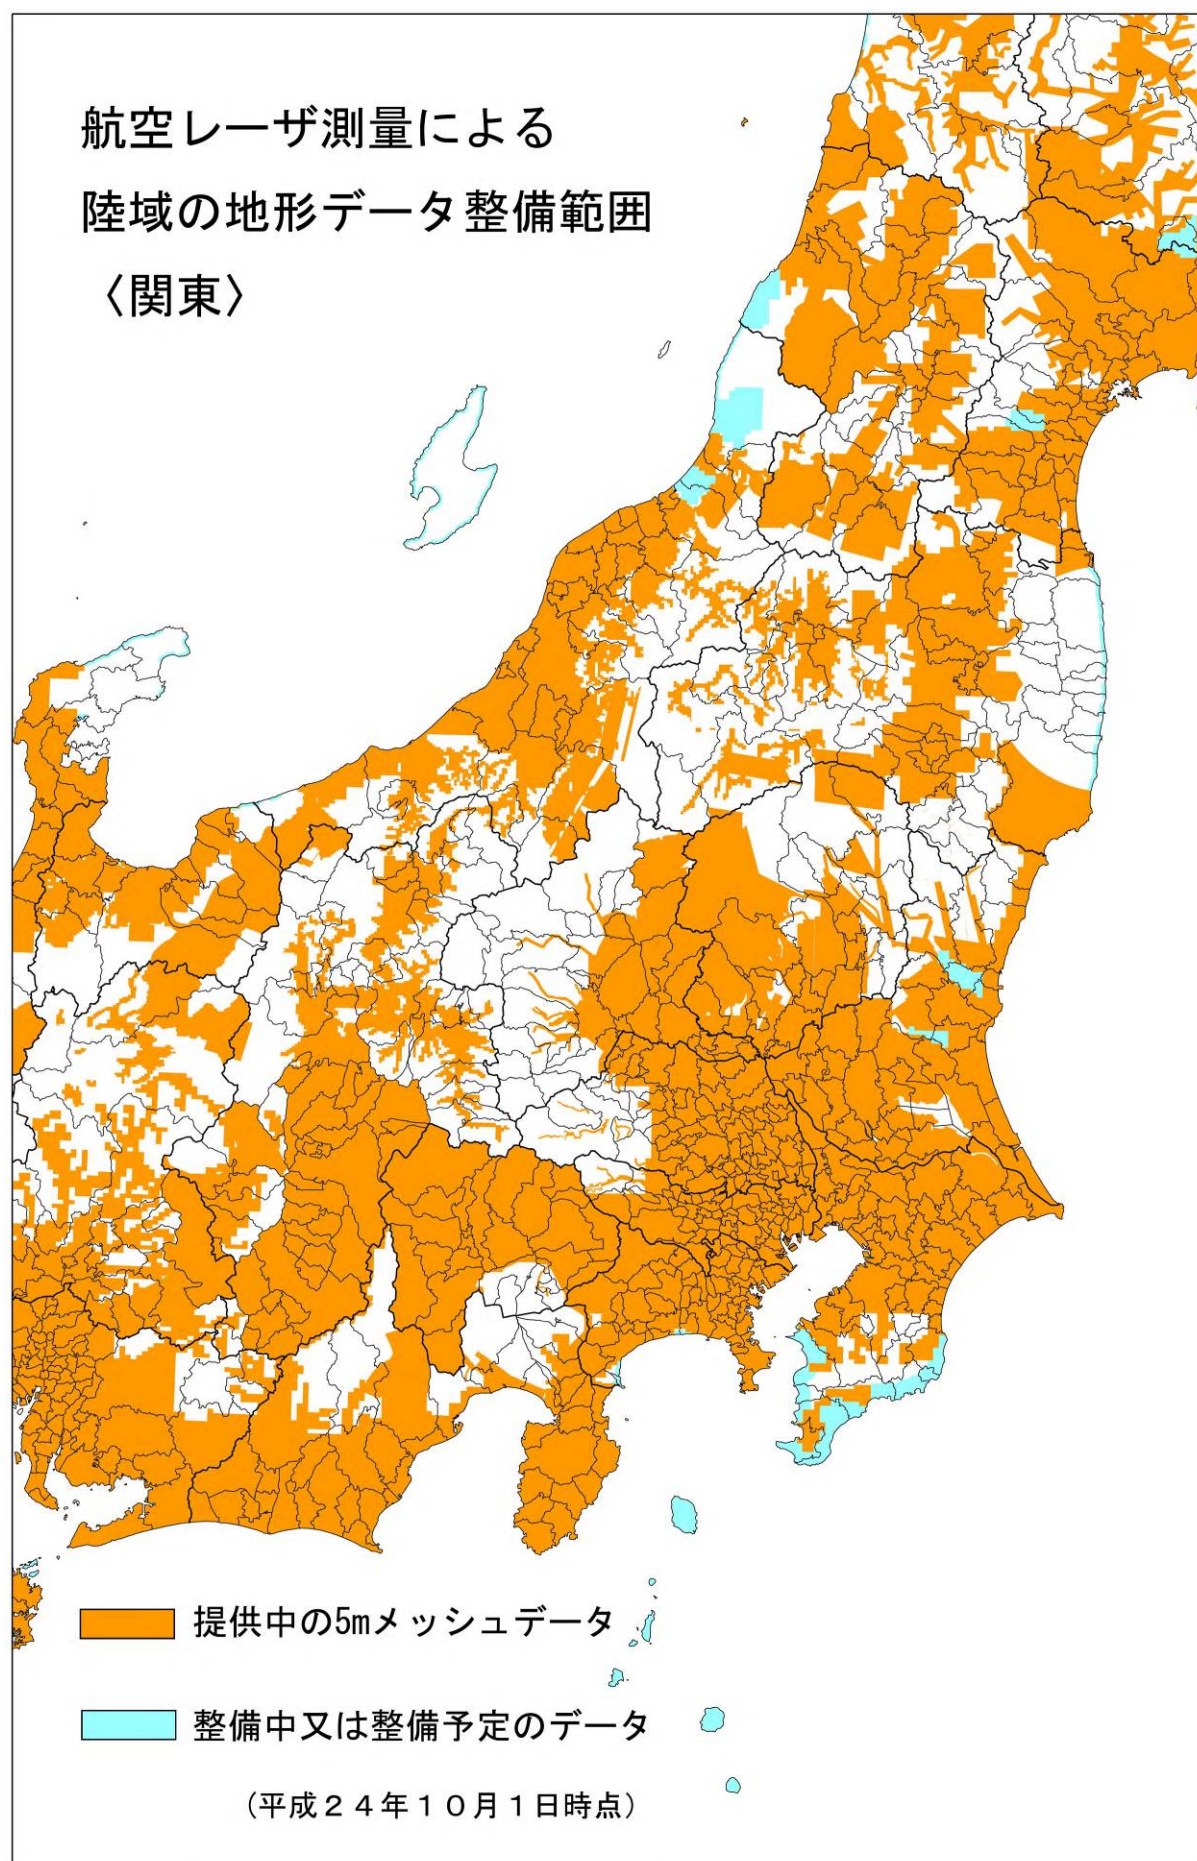 航空レーザ測量による
陸域の地形データ整備範囲
〈関東〉
提供中の5mメッシュデータ
整備中又は整備予定のデータ
(平成２４年１０月１日時点)